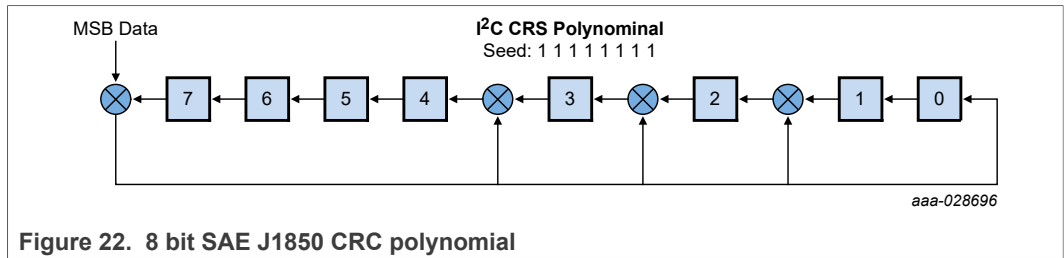 MSB Data
I²C CRS Polynominal
Seed: 1 1 1 1 1 1 1 1
7 6 5 4 3 2 1 0
aaa-028696
Figure 22. 8 bit SAE J1850 CRC polynomial